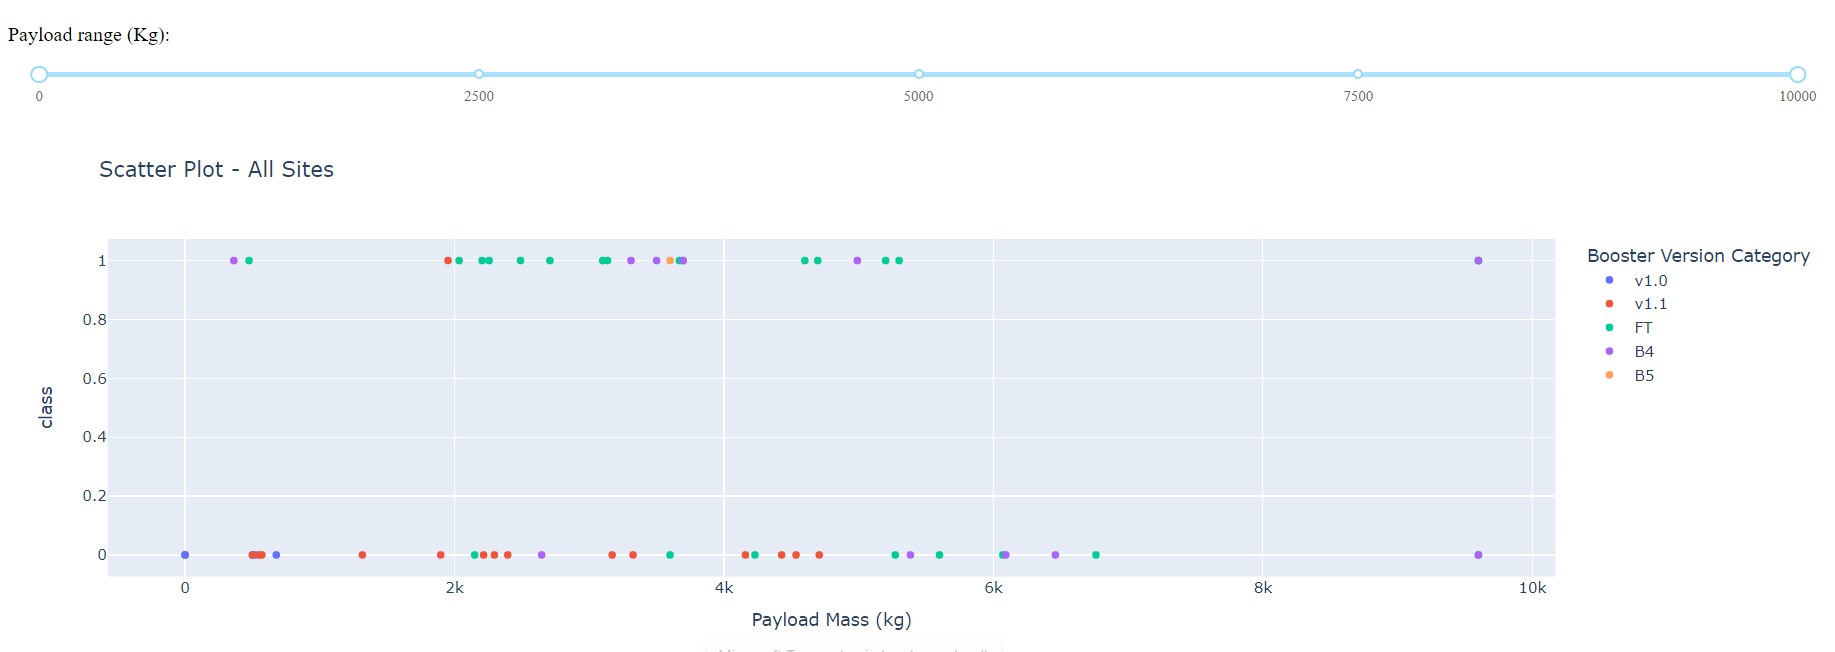 Payload range (Kg):
0 2500 5000 7500 10000
Scatter Plot - All Sites
Booster Version Category
v1.0
v1.1
FT
B4
B5
class
1
0.8
0.6
0.4
0.2
0
0 2k 4k 6k 8k 10k
Payload Mass (kg)